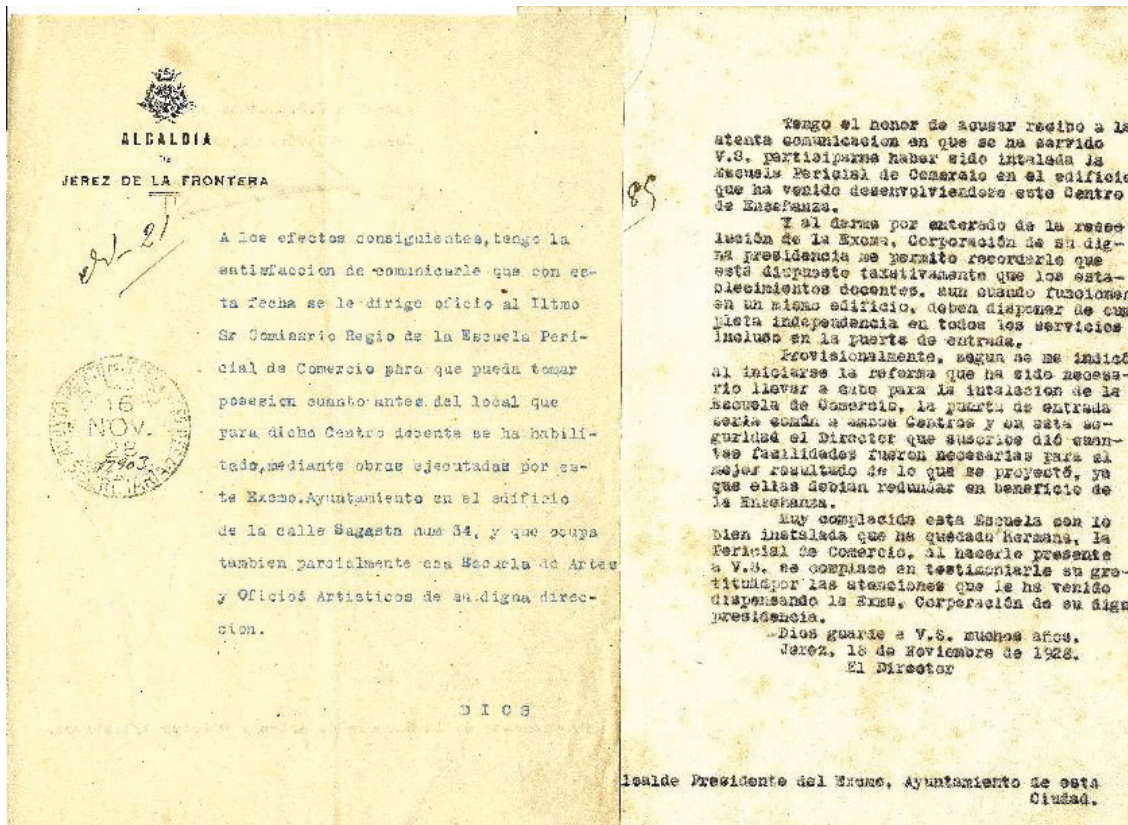 ALCALDIA
DE
JEREZ DE LA FRONTERA
A los efectos consiguientes, tengo la
satisfaccion de comunicarle que con es-
ta fecha se le dirige oficio al Iltmo
Sr Comisario Regio de la Escuela Peri-
cial de Comercio para que pueda tomar
posesion cuanto antes del local que
para dicho Centro docente se ha habili-
tado, mediante obras ejecutadas por es-
te Excmo. Ayuntamiento en el edificio
de la calle Sagasta num 34, y que ocupa
tambien parcialmente esa Escuela de Artes
y Oficios Artisticos de su digna direc-
cion.
DIOS
16
NOV.
28
12903
85
Tengo el honor de acusar recibo a la
atenta comunicacion en que se ha servido
V.S. participarme haber sido intalada la
Escuela Pericial de Comercio en el edificio
que ha venido desenvolviendose este Centro
de Enseñanza.
Y al darme por enterado de la reso-
lución de la Excma. Corporación de su dig-
na presidencia me permito recordarle que
está dispuesto taxativamente que los esta-
blecimientos docentes, aun cuando funcionen
en un mismo edificio, deben disponer de com
pleta independencia en todos los servicios
incluso en la puerta de entrada.
Provisionalmente, segun se me indicó
al iniciarse la reforma que ha sido necesa-
rio llevar a cabo para la intalacion de la
Escuela de Comercio, la puerta de entrada
sería común a ambos Centros y en esta se-
guridad el Director que suscribe dió cuan-
tas facilidades fueron necesarias para el
mejor resultado de lo que se proyectó, ya
que ellas debian redundar en beneficio de
la Enseñanza.
Muy complacida esta Escuela con lo
bien instalada que ha quedado hermana, la
Pericial de Comercio, al hacerlo presente
a V.S. se complace en testimoniarle su gra-
titudpor las atenciones que le ha venido
dispensando la Exma. Corporación de su digna
presidencia.
Dios guarde a V.S. muchos años.
Jerez, 18 de Noviembre de 1928.
El Director
lcalde Presidente del Excmo. Ayuntamiento de esta
Ciudad.